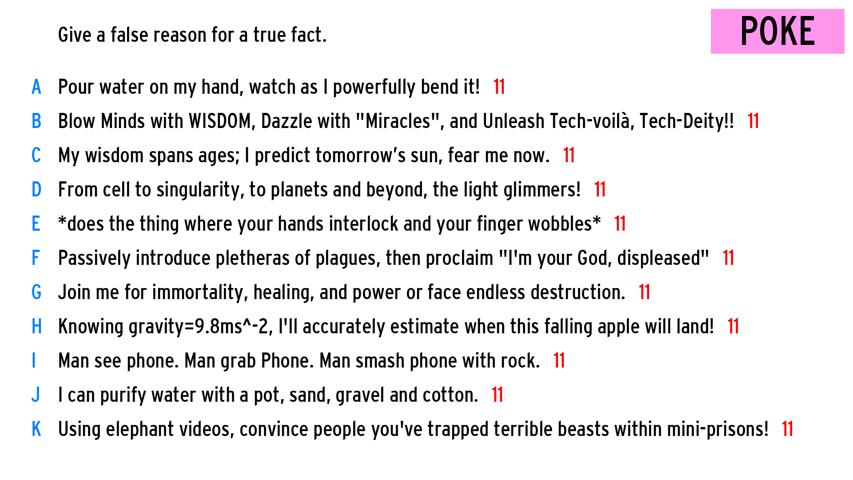 Give a false reason for a true fact.
POKE
A Pour water on my hand, watch as I powerfully bend it! 11
B Blow Minds with WISDOM, Dazzle with "Miracles", and Unleash Tech-voilà, Tech-Deity!! 11
C My wisdom spans ages; I predict tomorrow's sun, fear me now. 11
D From cell to singularity, to planets and beyond, the light glimmers! 11
E *does the thing where your hands interlock and your finger wobbles* 11
F Passively introduce pletheras of plagues, then proclaim "I'm your God, displeased" 11
G Join me for immortality, healing, and power or face endless destruction. 11
H Knowing gravity=9.8ms^-2, I'll accurately estimate when this falling apple will land! 11
I Man see phone. Man grab Phone. Man smash phone with rock. 11
J I can purify water with a pot, sand, gravel and cotton. 11
K Using elephant videos, convince people you've trapped terrible beasts within mini-prisons! 11